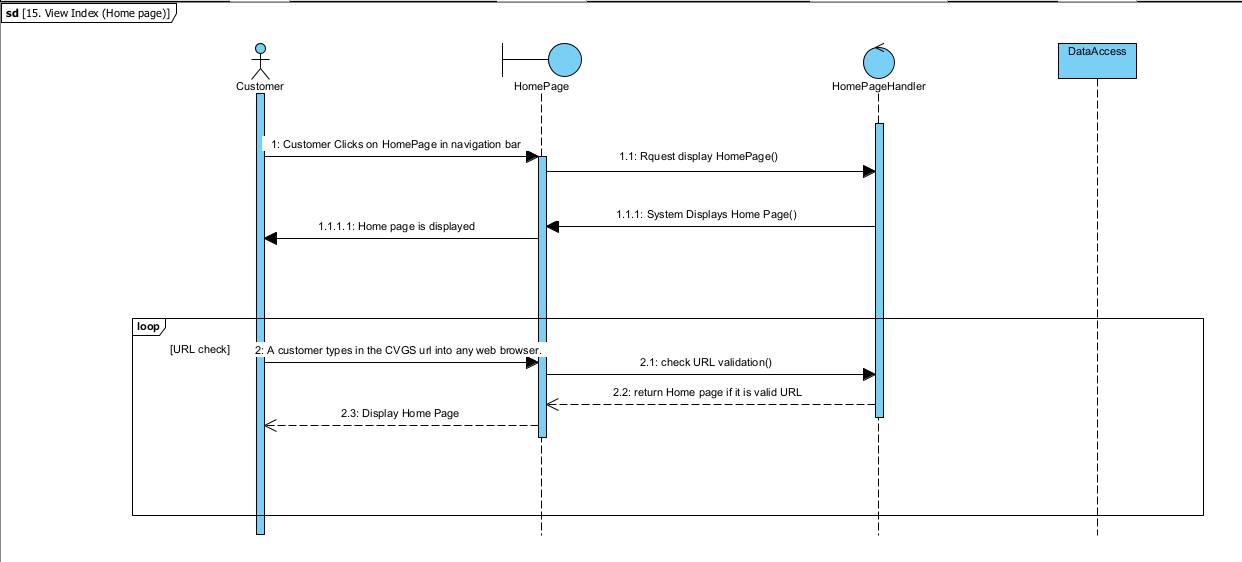 sd [15. View Index (Home page)]
Customer
HomePage
HomePageHandler
DataAccess
1: Customer Clicks on HomePage in navigation bar
1.1: Rquest display HomePage()
1.1.1: System Displays Home Page()
1.1.1.1: Home page is displayed
loop
[URL check]
2: A customer types in the CVGS url into any web browser.
2.1: check URL validation()
2.2: return Home page if it is valid URL
2.3: Display Home Page